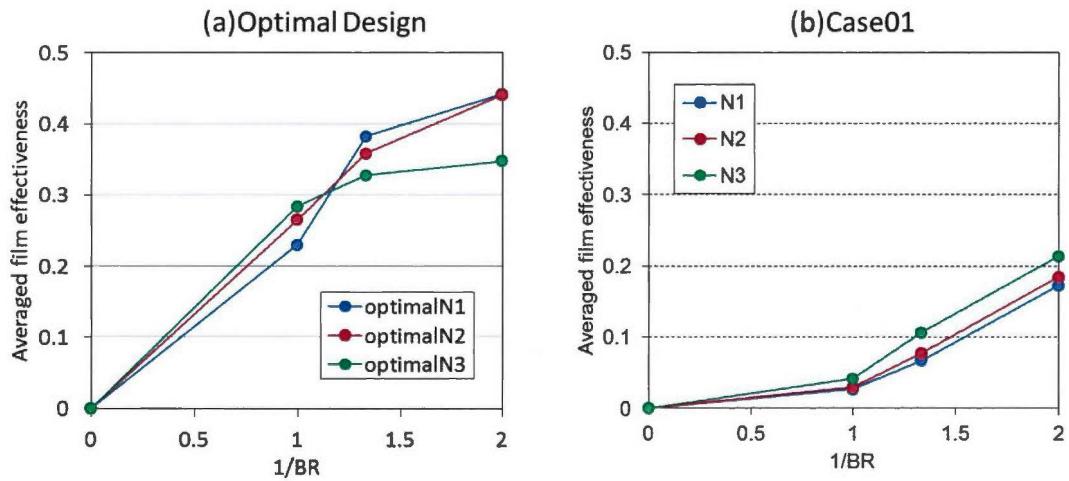 (a)Optimal Design
Averaged film effectiveness
0.5
0.4
0.3
0.2
0.1
0
optimalN1
optimalN2
optimalN3
0
0.5
1
1.5
2
1/BR
(b)Case01
Averaged film effectiveness
0.5
0.4
0.3
0.2
0.1
0
N1
N2
N3
0
0.5
1
1.5
2
1/BR